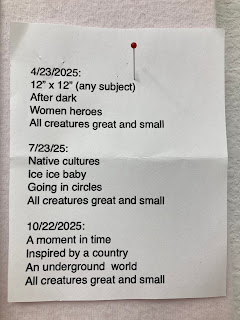 4/23/2025:
12” x 12” (any subject)
After dark
Women heroes
All creatures great and small
7/23/25:
Native cultures
Ice ice baby
Going in circles
All creatures great and small
10/22/2025:
A moment in time
Inspired by a country
An underground  world
All creatures great and small